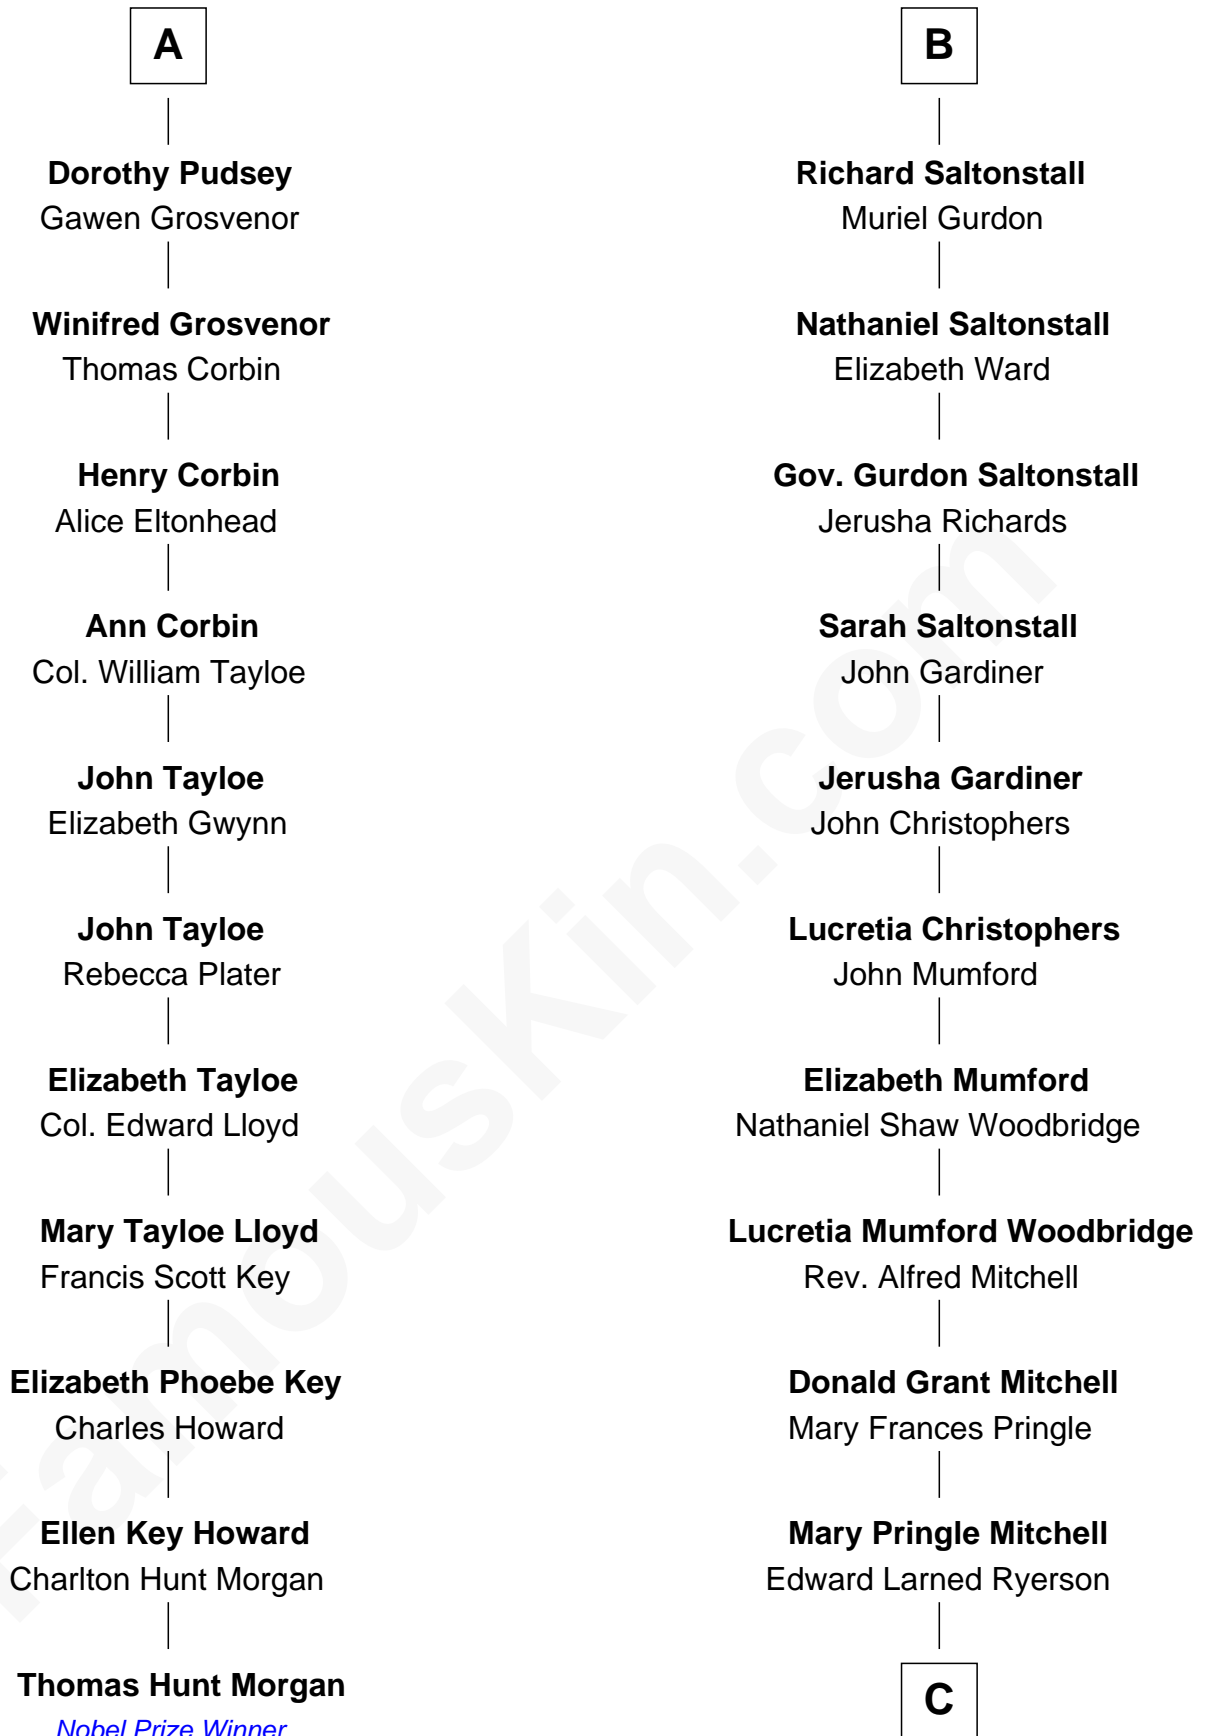 A
Dorothy Pudsey
Gawen Grosvenor
Winifred Grosvenor
Thomas Corbin
Henry Corbin
Alice Eltonhead
Ann Corbin
Col. William Tayloe
John Tayloe
Elizabeth Gwynn
John Tayloe
Rebecca Plater
Elizabeth Tayloe
Col. Edward Lloyd
Mary Tayloe Lloyd
Francis Scott Key
Elizabeth Phoebe Key
Charles Howard
Ellen Key Howard
Charlton Hunt Morgan
Thomas Hunt Morgan
Nobel Prize Winner
B
Richard Saltonstall
Muriel Gurdon
Nathaniel Saltonstall
Elizabeth Ward
Gov. Gurdon Saltonstall
Jerusha Richards
Sarah Saltonstall
John Gardiner
Jerusha Gardiner
John Christophers
Lucretia Christophers
John Mumford
Elizabeth Mumford
Nathaniel Shaw Woodbridge
Lucretia Mumford Woodbridge
Rev. Alfred Mitchell
Donald Grant Mitchell
Mary Frances Pringle
Mary Pringle Mitchell
Edward Larned Ryerson
C
FamousKin.com